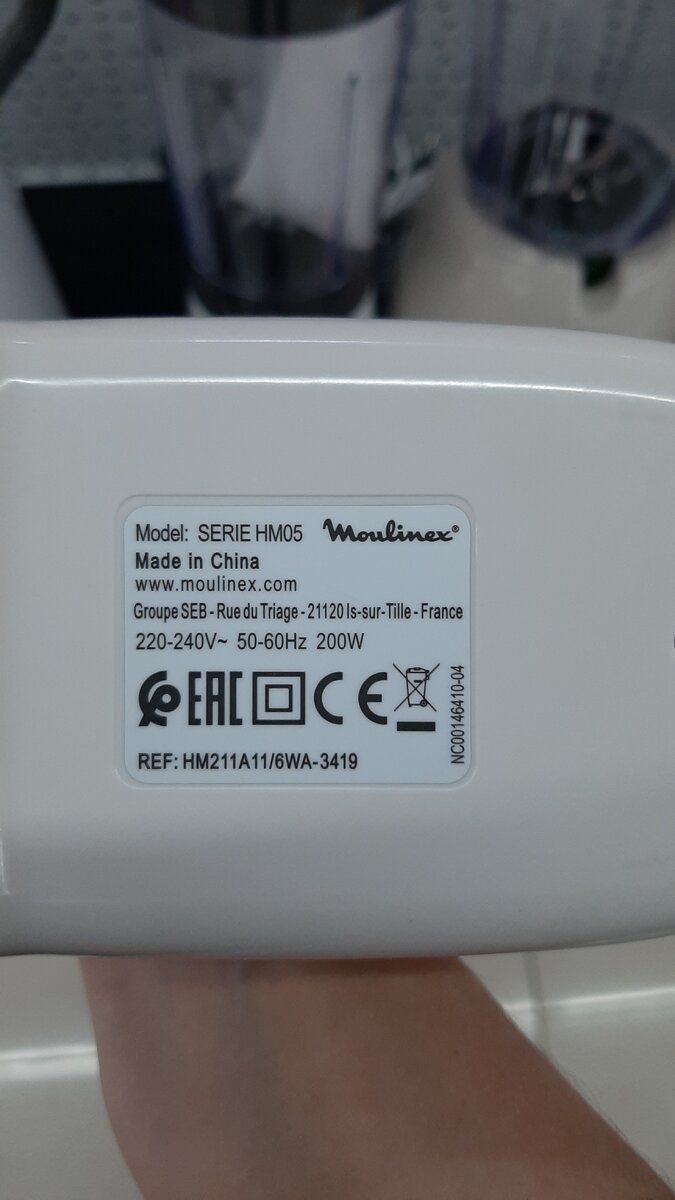 Model: SERIE HM05 Moulinex®
Made in China
www.moulinex.com
Groupe SEB - Rue du Triage - 21120 Is-sur-Tille - France
220-240V~ 50-60Hz 200W
EAC CE
NC00146410-04
REF: HM211A11/6WA-3419